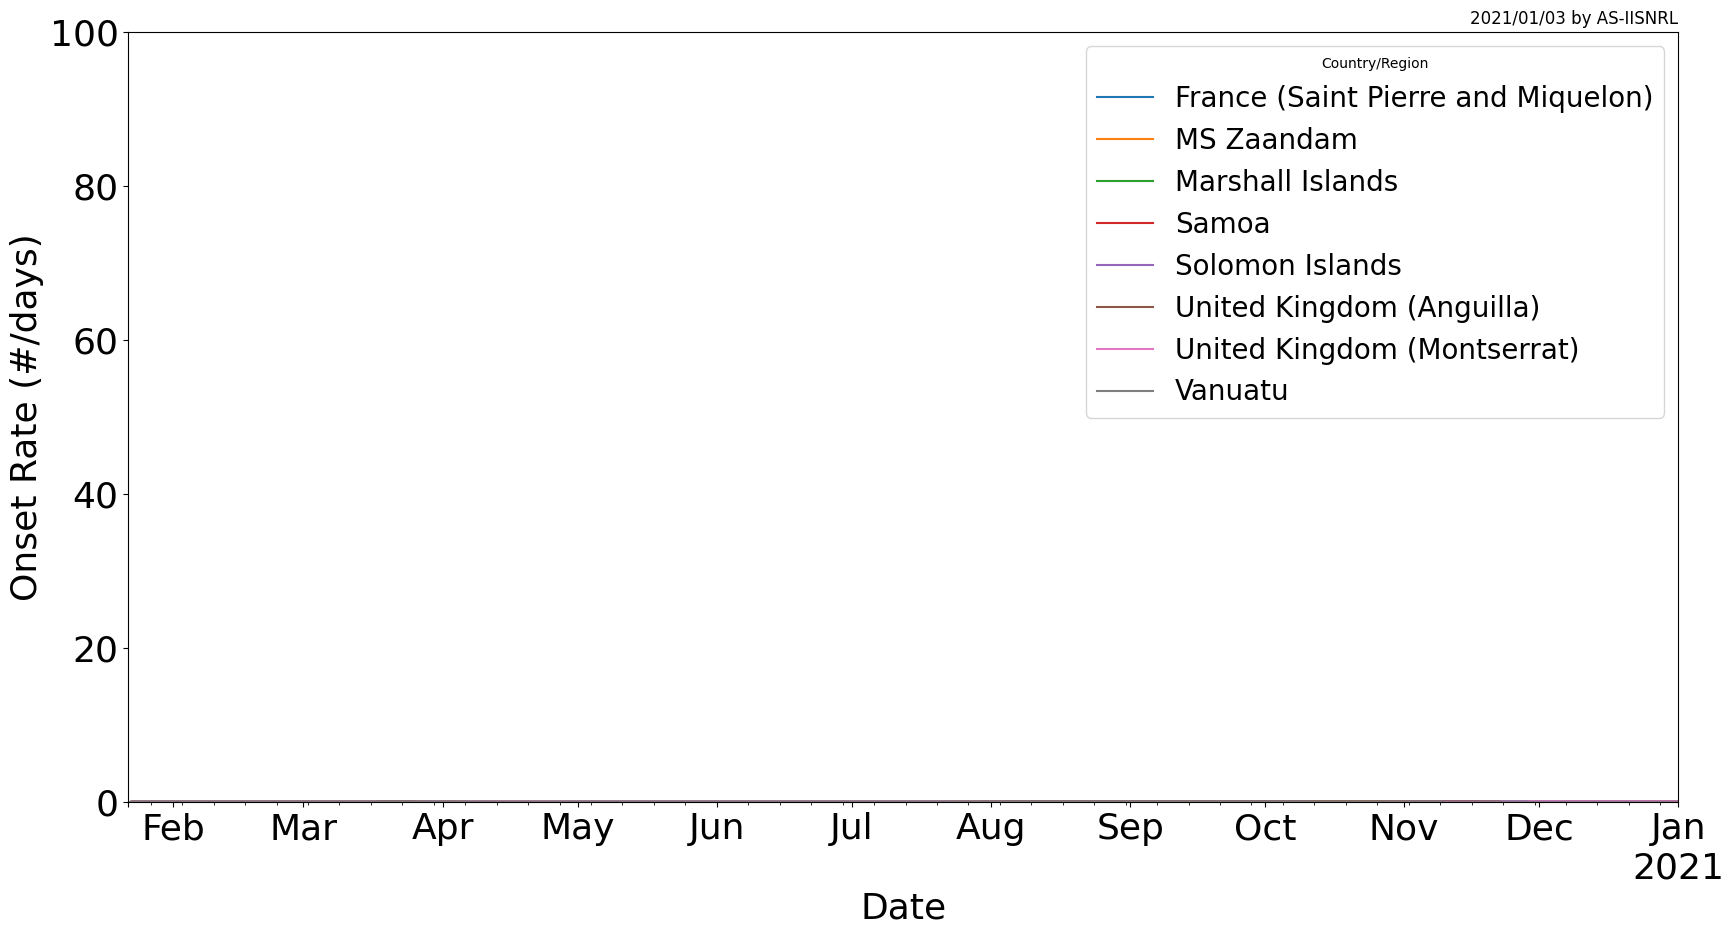 2021/01/03 by AS-IISNRL
100
80
60
40
20
0
Onset Rate (#/days)
Country/Region
France (Saint Pierre and Miquelon)
MS Zaandam
Marshall Islands
Samoa
Solomon Islands
United Kingdom (Anguilla)
United Kingdom (Montserrat)
Vanuatu
Feb Mar Apr May Jun Jul Aug Sep Oct Nov Dec Jan
2021
Date